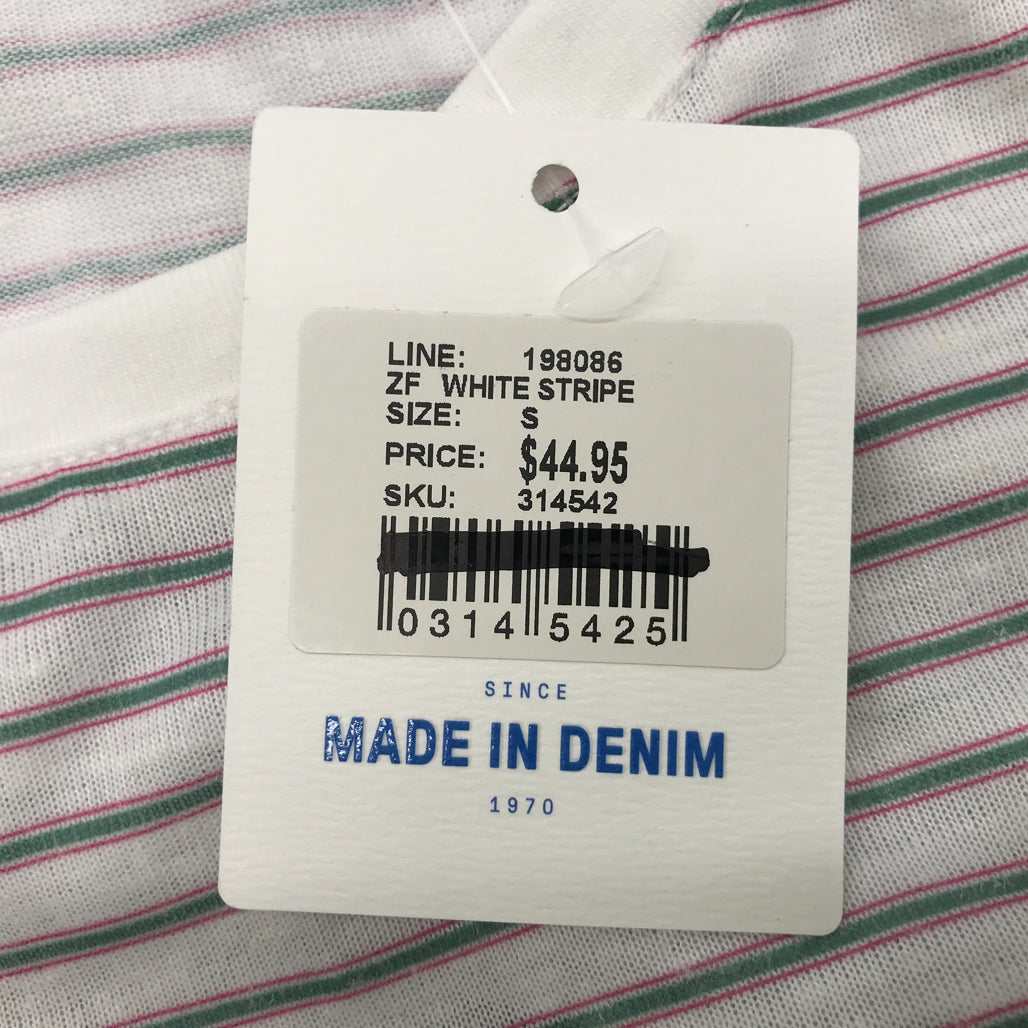 LINE: 198086
ZF WHITE STRIPE
SIZE: S
PRICE: $44.95
SKU: 314542
0314 5425
SINCE
MADE IN DENIM
1970